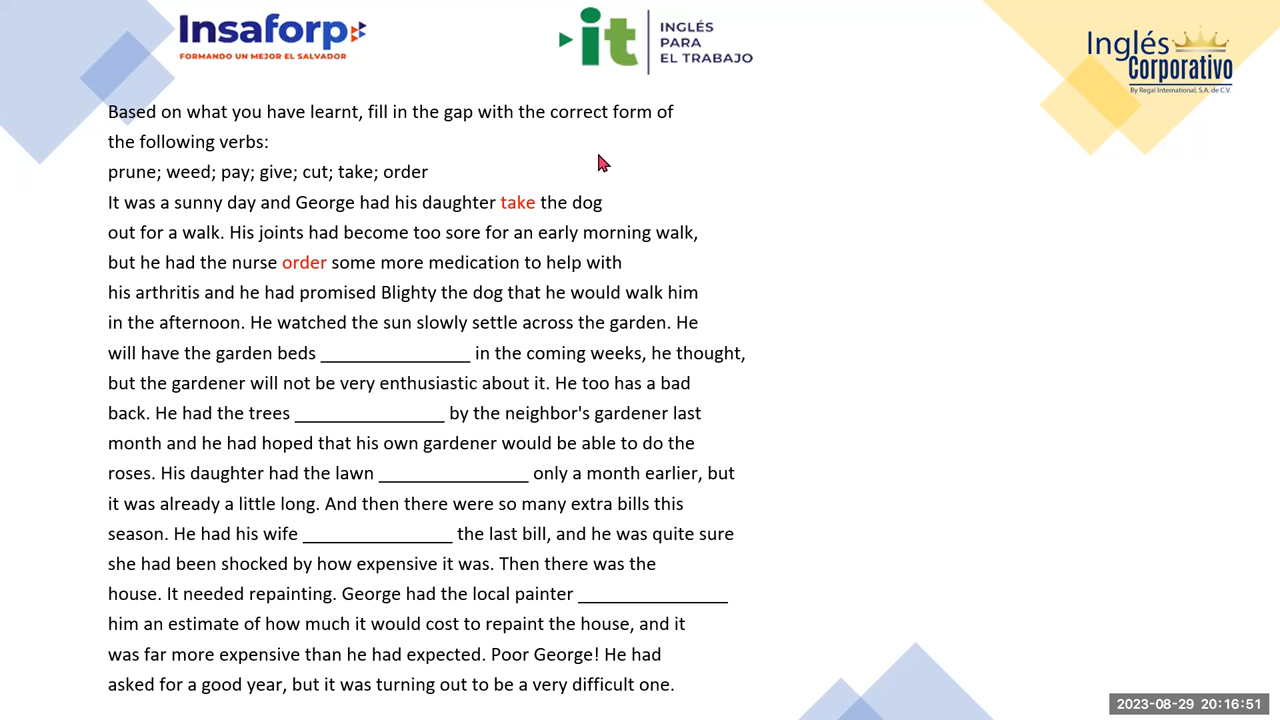 Insaforp
FORMANDO UN MEJOR EL SALVADOR
it
INGLÉS
PARA
EL TRABAJO
Inglés
Corporativo
By Regal International, S.A. de C.V.
Based on what you have learnt, fill in the gap with the correct form of
the following verbs:
prune; weed; pay; give; cut; take; order
It was a sunny day and George had his daughter take the dog
out for a walk. His joints had become too sore for an early morning walk,
but he had the nurse order some more medication to help with
his arthritis and he had promised Blighty the dog that he would walk him
in the afternoon. He watched the sun slowly settle across the garden. He
will have the garden beds _______________ in the coming weeks, he thought,
but the gardener will not be very enthusiastic about it. He too has a bad
back. He had the trees _______________ by the neighbor's gardener last
month and he had hoped that his own gardener would be able to do the
roses. His daughter had the lawn _______________ only a month earlier, but
it was already a little long. And then there were so many extra bills this
season. He had his wife _______________ the last bill, and he was quite sure
she had been shocked by how expensive it was. Then there was the
house. It needed repainting. George had the local painter _______________
him an estimate of how much it would cost to repaint the house, and it
was far more expensive than he had expected. Poor George! He had
asked for a good year, but it was turning out to be a very difficult one.
2023-08-29 20:16:51